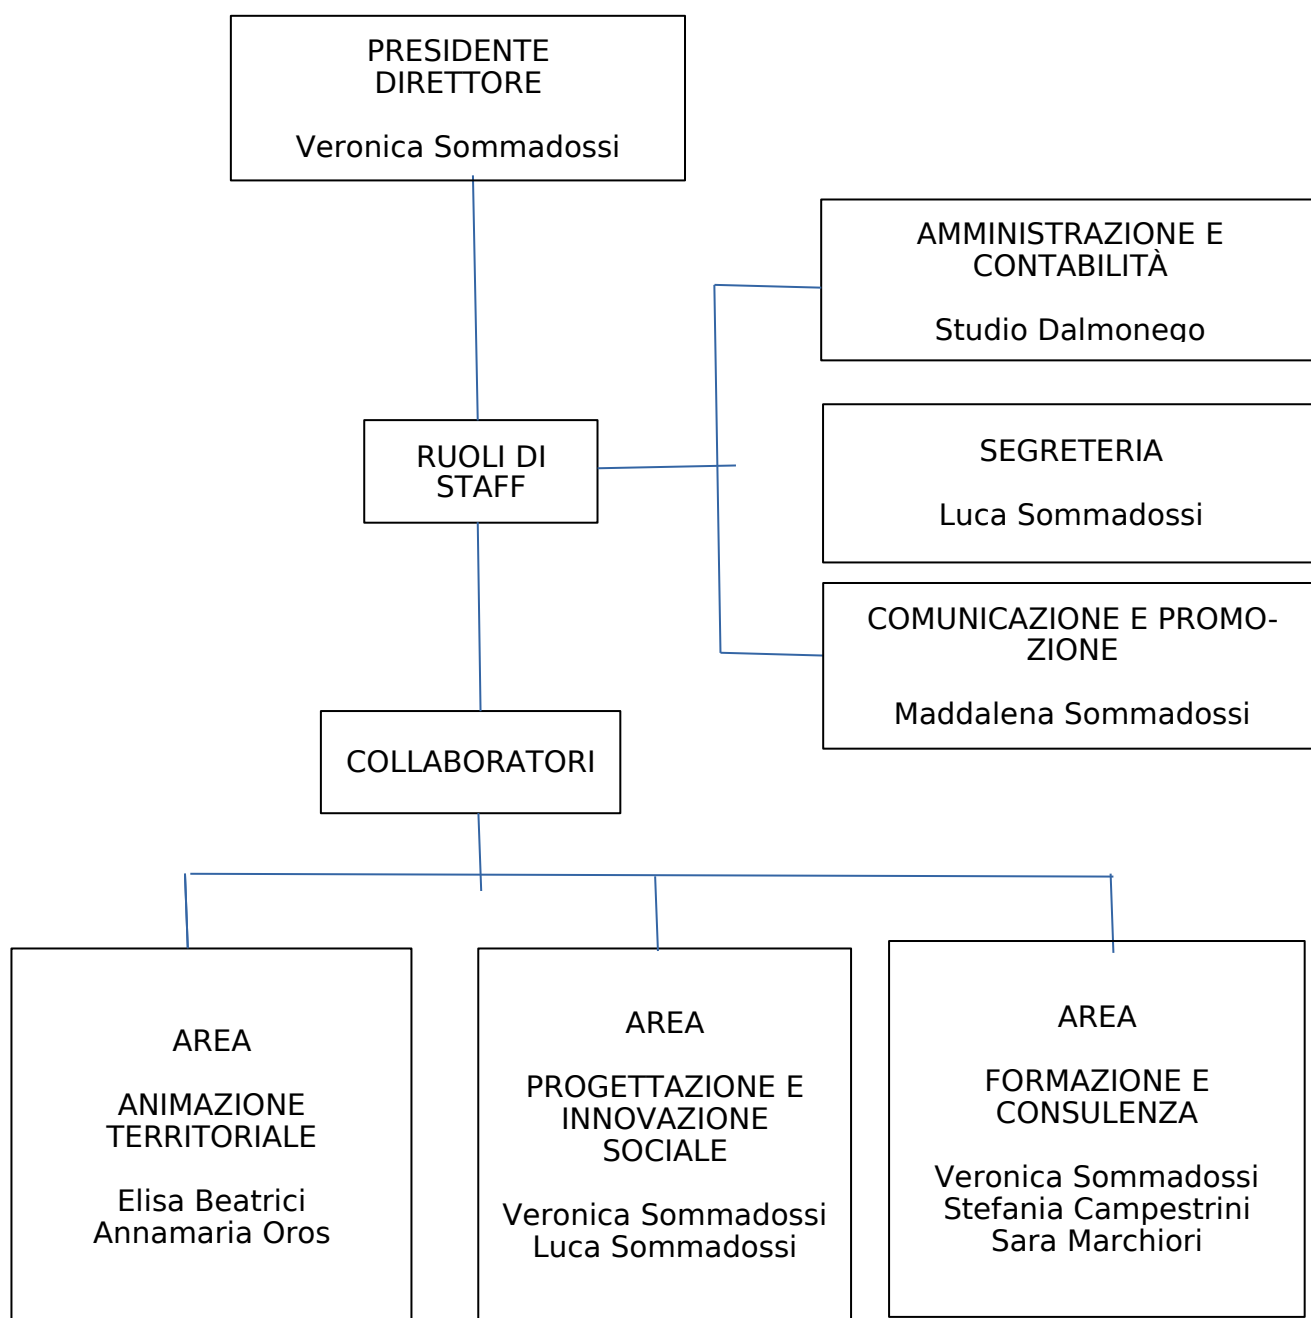 PRESIDENTE
DIRETTORE
Veronica Sommadossi
AMMINISTRAZIONE E
CONTABILITÀ
Studio Dalmonego
RUOLI DI
STAFF
SEGRETERIA
Luca Sommadossi
COMUNICAZIONE E PROMO-
ZIONE
Maddalena Sommadossi
COLLABORATORI
AREA
ANIMAZIONE
TERRITORIALE
Elisa Beatrici
Annamaria Oros
AREA
PROGETTAZIONE E
INNOVAZIONE
SOCIALE
Veronica Sommadossi
Luca Sommadossi
AREA
FORMAZIONE E
CONSULENZA
Veronica Sommadossi
Stefania Campestrini
Sara Marchiori